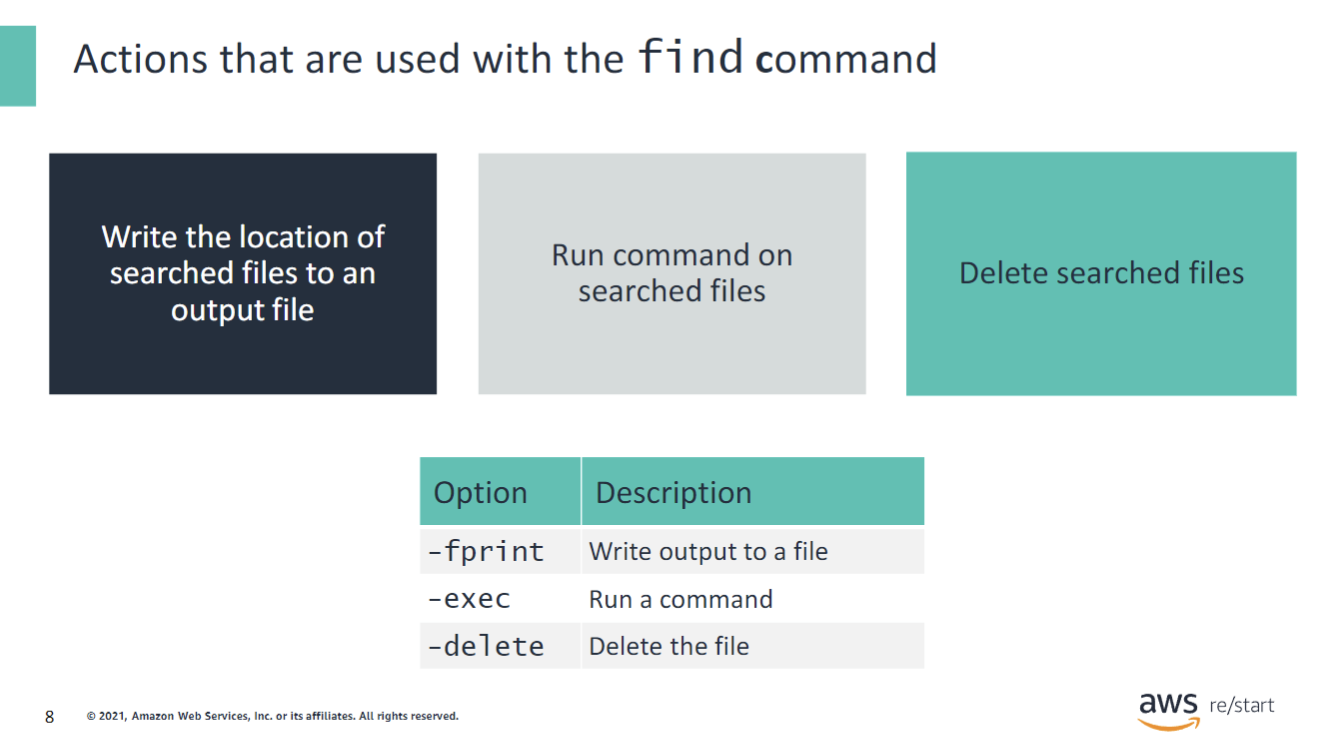 Actions that are used with the find command
Write the location of
searched files to an
output file
Run command on
searched files
Delete searched files
Option Description
-fprint Write output to a file
-exec Run a command
-delete Delete the file
8 © 2021, Amazon Web Services, Inc. or its affiliates. All rights reserved.
aws re/start